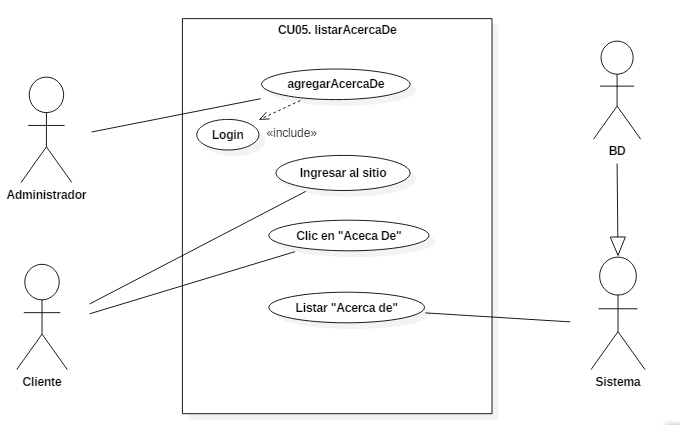 CU05. listarAcercaDe
agregarAcercaDe
Login
«include»
BD
Ingresar al sitio
Administrador
Clic en "Aceca De"
Listar "Acerca de"
Cliente
Sistema